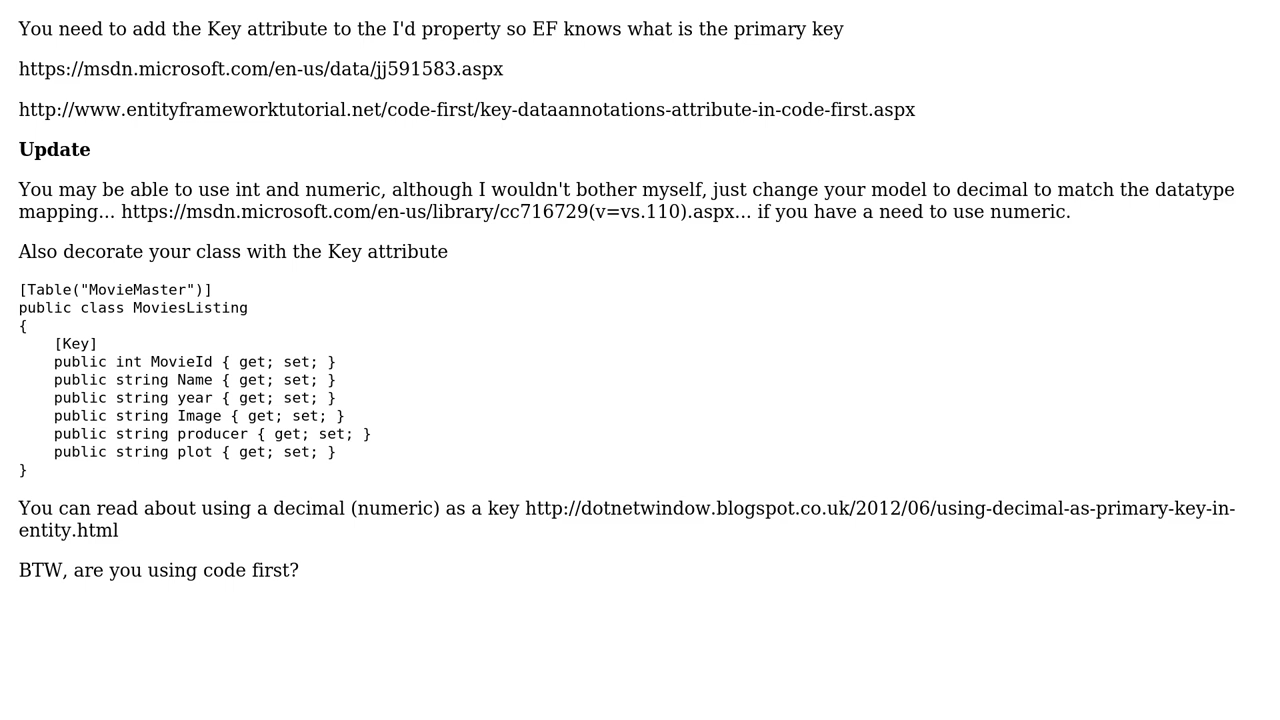 You need to add the Key attribute to the I'd property so EF knows what is the primary key
https://msdn.microsoft.com/en-us/data/jj591583.aspx
http://www.entityframeworktutorial.net/code-first/key-dataannotations-attribute-in-code-first.aspx
Update
You may be able to use int and numeric, although I wouldn't bother myself, just change your model to decimal to match the datatype
mapping... https://msdn.microsoft.com/en-us/library/cc716729(v=vs.110).aspx... if you have a need to use numeric.
Also decorate your class with the Key attribute
[Table("MovieMaster")]
public class MoviesListing
{
    [Key]
    public int MovieId { get; set; }
    public string Name { get; set; }
    public string year { get; set; }
    public string Image { get; set; }
    public string producer { get; set; }
    public string plot { get; set; }
}
You can read about using a decimal (numeric) as a key http://dotnetwindow.blogspot.co.uk/2012/06/using-decimal-as-primary-key-in-
entity.html
BTW, are you using code first?